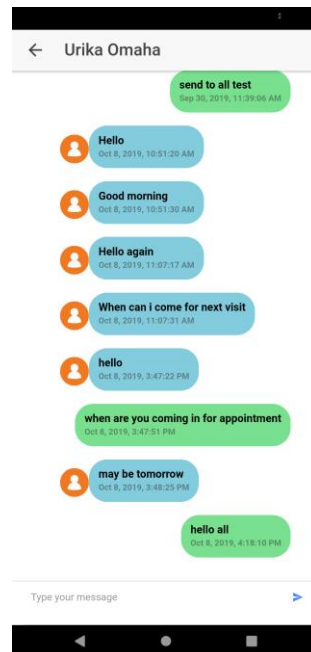 Urika Omaha
send to all test
Sep 30, 2019, 11:39:06 AM
Hello
Oct 8, 2019, 10:51:20 AM
Good morning
Oct 8, 2019, 10:51:30 AM
Hello again
Oct 8, 2019, 11:07:17 AM
When can i come for next visit
Oct 8, 2019, 11:07:31 AM
hello
Oct 8, 2019, 3:47:22 PM
when are you coming in for appointment
Oct 8, 2019, 3:47:51 PM
may be tomorrow
Oct 8, 2019, 3:48:25 PM
hello all
Oct 8, 2019, 4:18:10 PM
Type your message